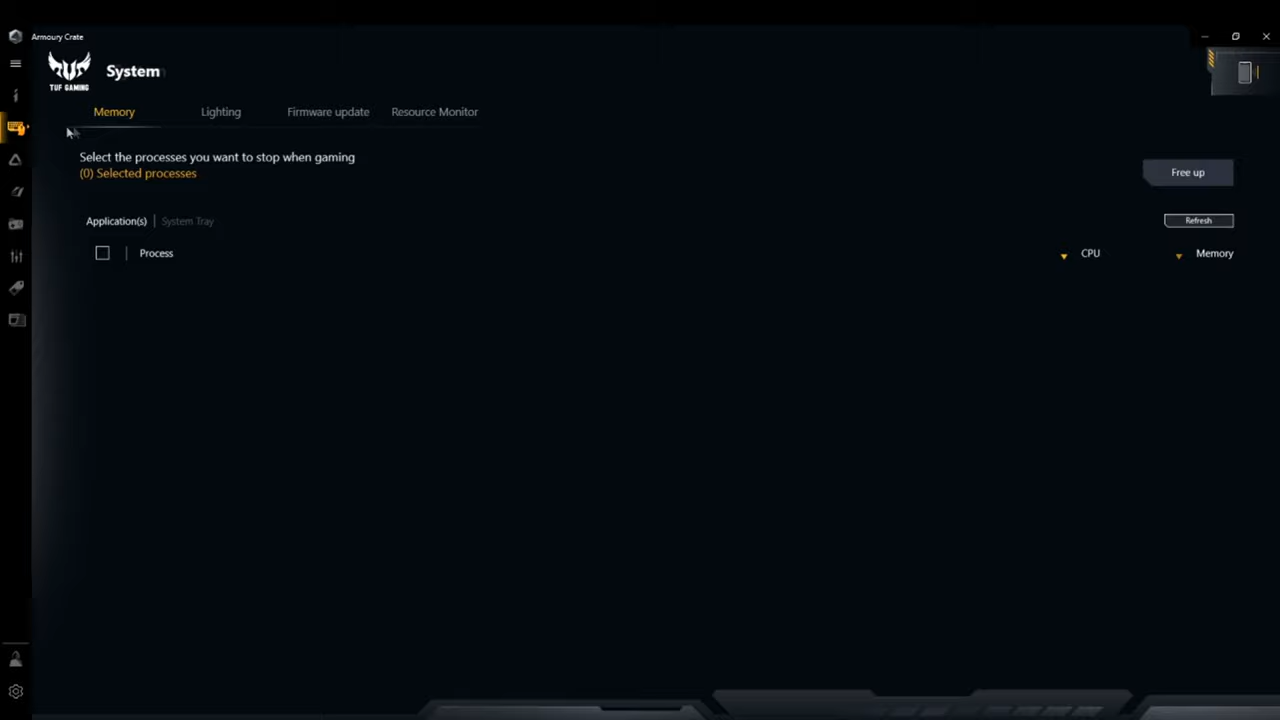 Armoury Crate
TUF GAMING
System
Memory
Lighting
Firmware update
Resource Monitor
Select the processes you want to stop when gaming
(0) Selected processes
Free up
Application(s)
System Tray
Refresh
Process
CPU
Memory